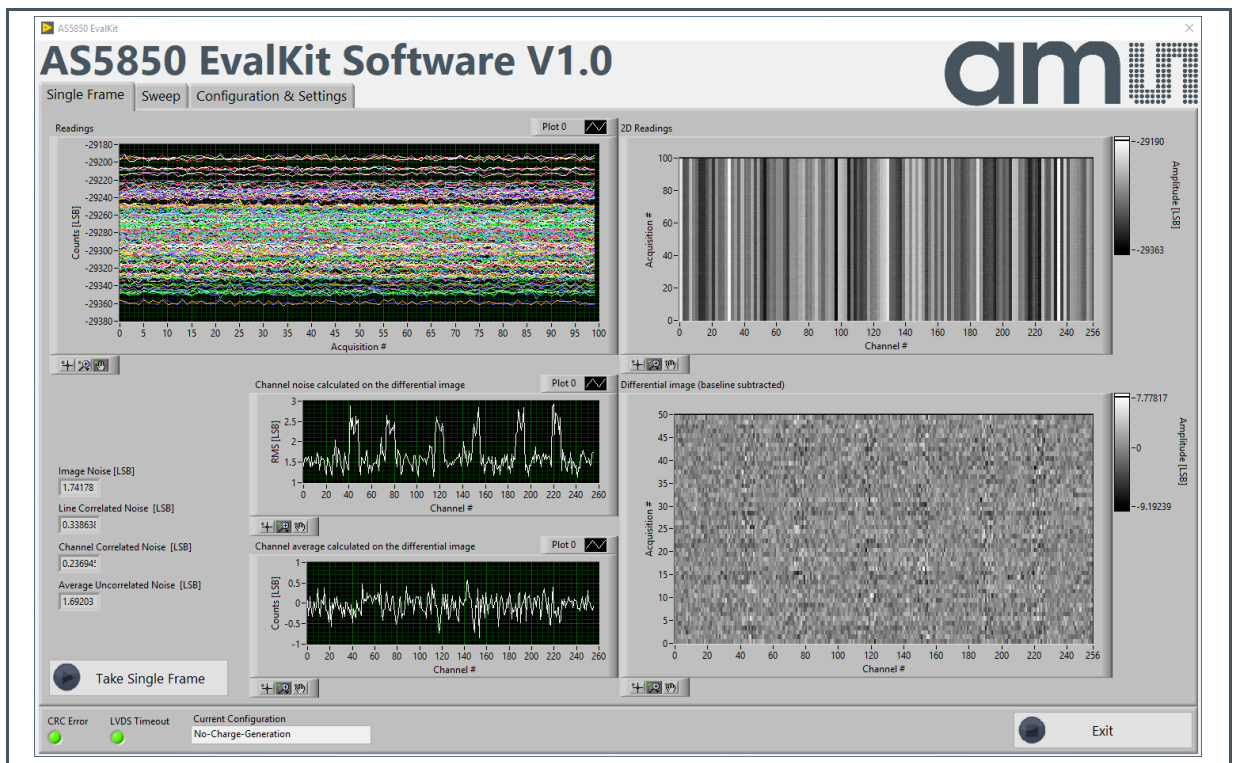 AS5850 EvalKit
AS5850 EvalKit Software V1.0
am
Single Frame Sweep Configuration & Settings
Readings
Plot 0
Counts [LSB]
-29180
-29200
-29220
-29240
-29260
-29280
-29300
-29320
-29340
-29360
-29380
0 5 10 15 20 25 30 35 40 45 50 55 60 65 70 75 80 85 90 95 100
Acquisition #
2D Readings
Acquisition #
100
80
60
40
20
0
0 20 40 60 80 100 120 140 160 180 200 220 240 256
Channel #
-29190
-29363
Amplitude [LSB]
Channel noise calculated on the differential image
Plot 0
RMS [LSB]
3
2.5
2
1.5
1
0 20 40 60 80 100 120 140 160 180 200 220 240 260
Channel #
Image Noise [LSB]
1.74178
Line Correlated Noise [LSB]
0.338638
Channel Correlated Noise [LSB]
0.236945
Average Uncorrelated Noise [LSB]
1.69203
Channel average calculated on the differential image
Plot 0
Counts [LSB]
1
0.5
0
-0.5
-1
0 20 40 60 80 100 120 140 160 180 200 220 240 260
Channel #
Differential image (baseline subtracted)
Acquisition #
50
45
40
35
30
25
20
15
10
5
0
0 20 40 60 80 100 120 140 160 180 200 220 240 256
Channel #
7.77817
0
-9.19239
Amplitude [LSB]
Take Single Frame
CRC Error
LVDS Timeout
Current Configuration
No-Charge-Generation
Exit